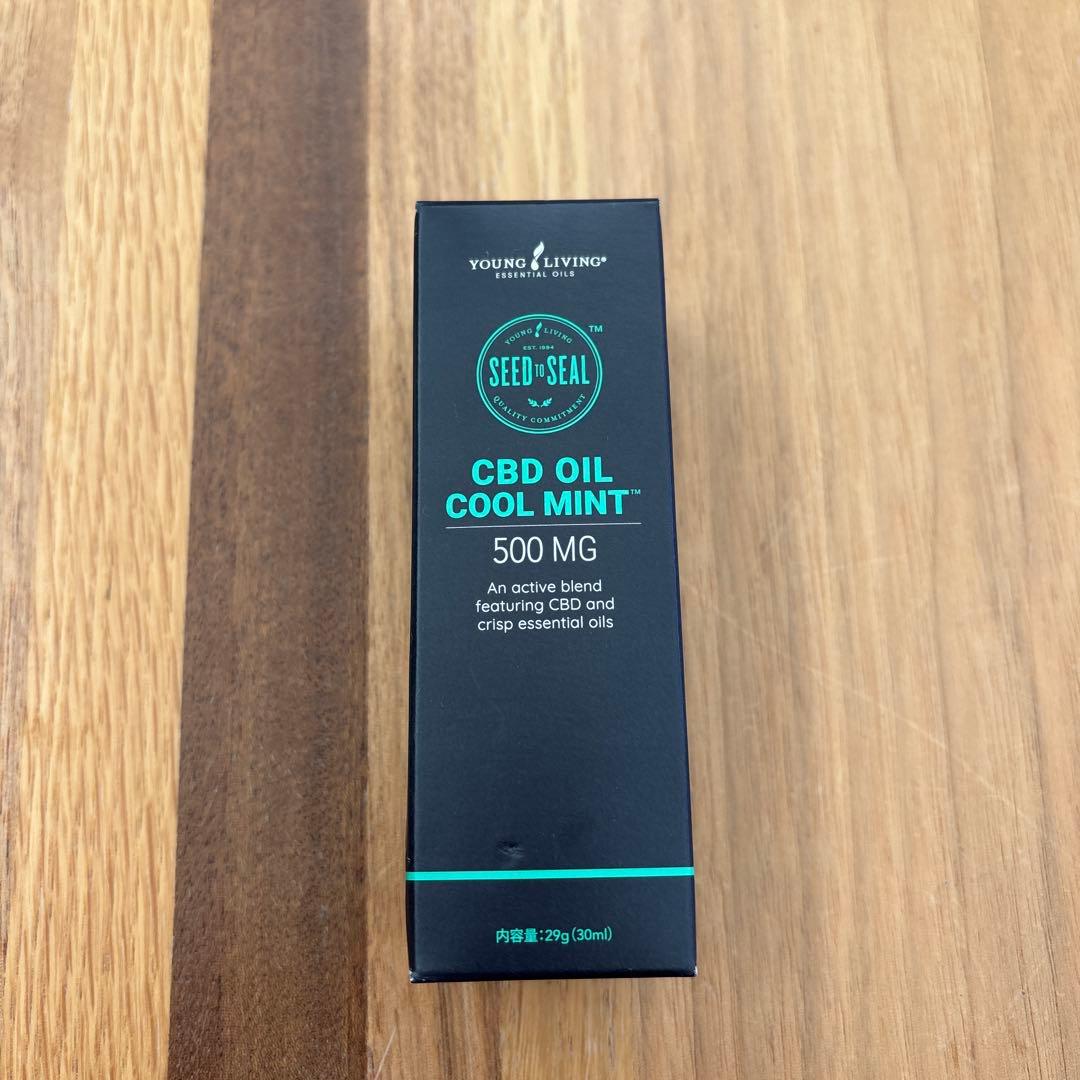 YOUNG LIVING®
ESSENTIAL OILS
YOUNG LIVING
TM
EST. 1994
SEED TO SEAL
QUALITY COMMITMENT
CBD OIL
COOL MINT™
500 MG
An active blend
featuring CBD and
crisp essential oils
内容量:29g(30ml)